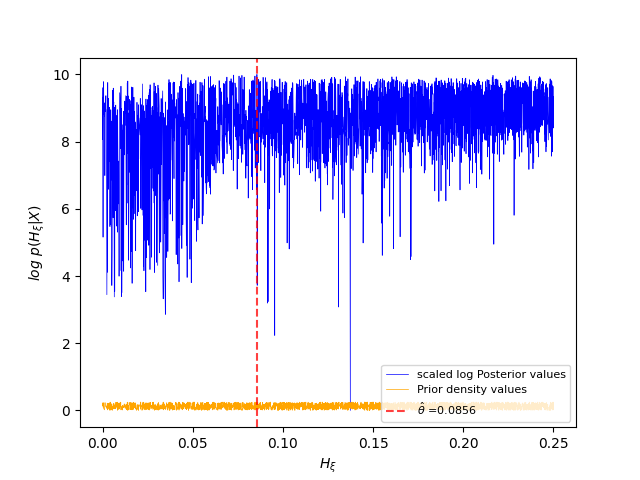 10
8
6
4
2
0
log p(H_ξ|X)
0.00 0.05 0.10 0.15 0.20 0.25
H_ξ
scaled log Posterior values
Prior density values
θ̂ =0.0856